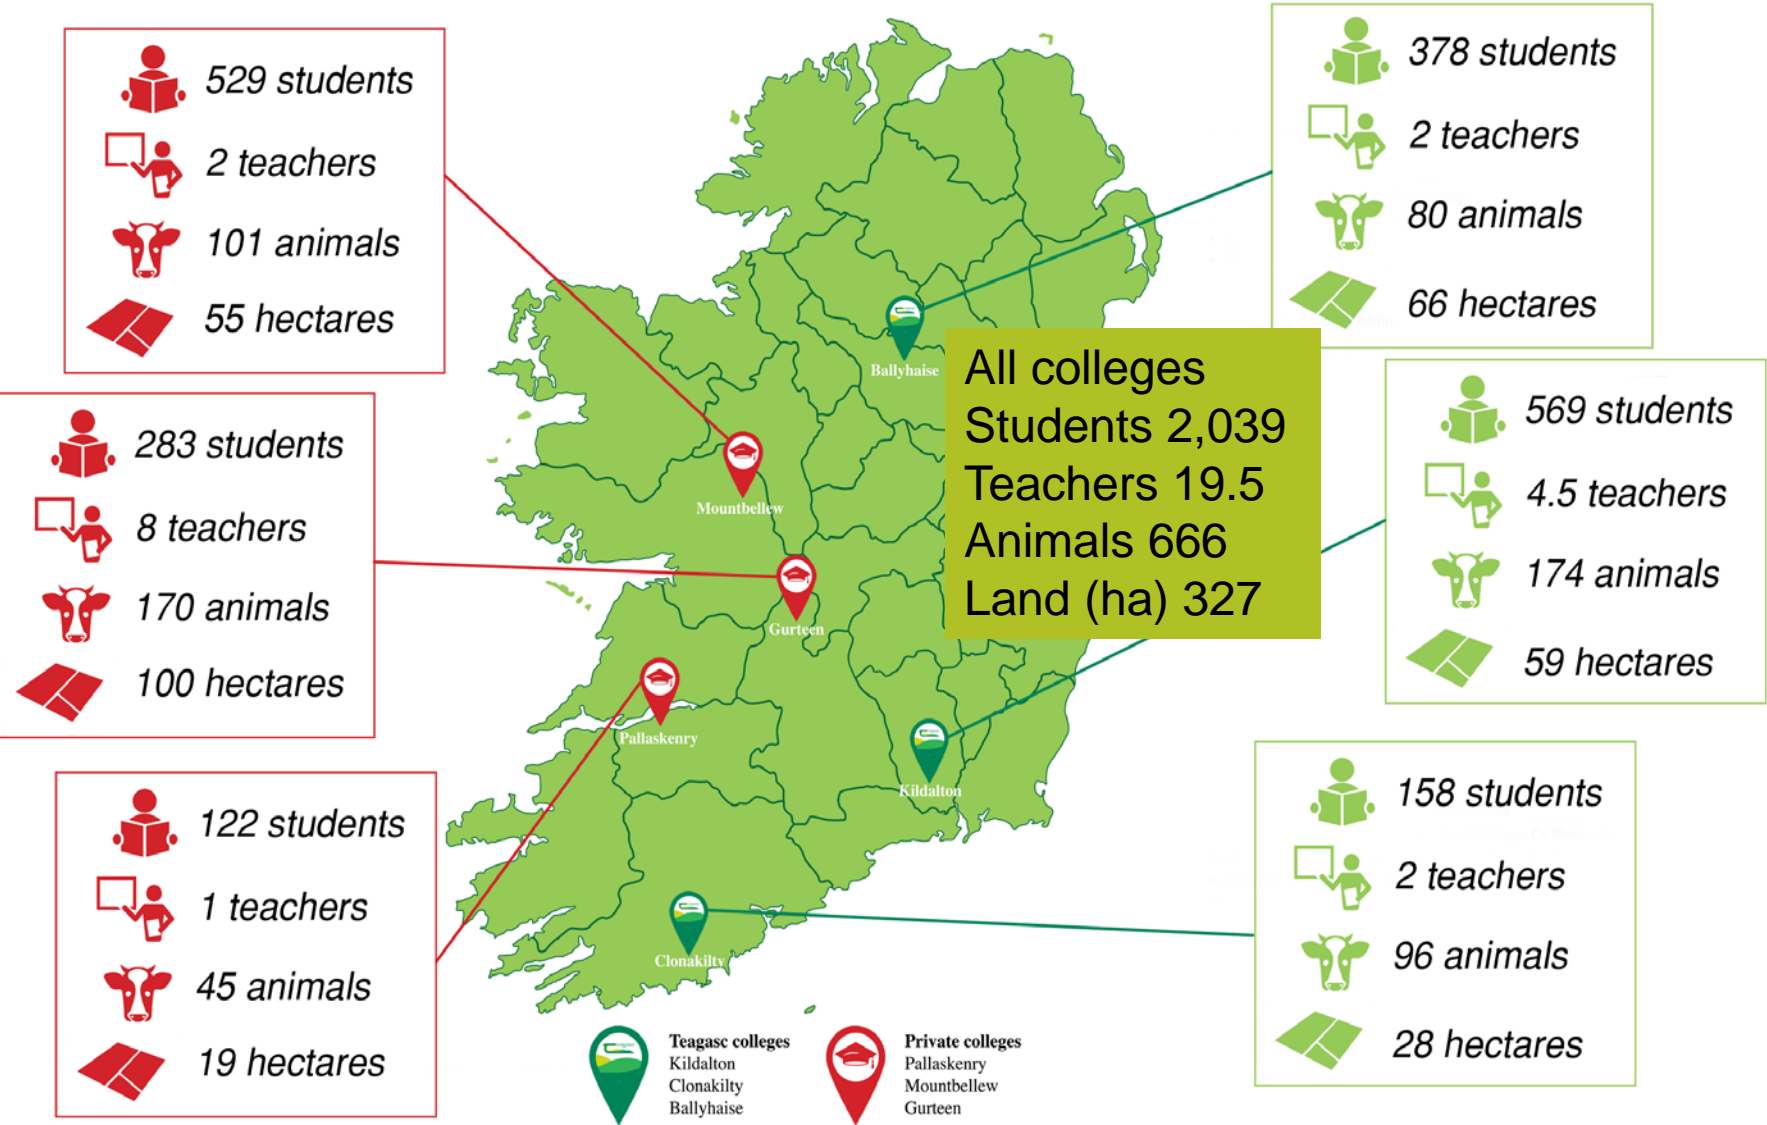 529 students
2 teachers
101 animals
55 hectares
283 students
8 teachers
170 animals
100 hectares
122 students
1 teachers
45 animals
19 hectares
378 students
2 teachers
80 animals
66 hectares
569 students
4.5 teachers
174 animals
59 hectares
158 students
2 teachers
96 animals
28 hectares
All colleges
Students 2,039
Teachers 19.5
Animals 666
Land (ha) 327
Ballyhaise
Mountbellew
Gurteen
Pallaskenry
Kildalton
Clonakilty
Teagasc colleges
Kildalton
Clonakilty
Ballyhaise
Private colleges
Pallaskenry
Mountbellew
Gurteen